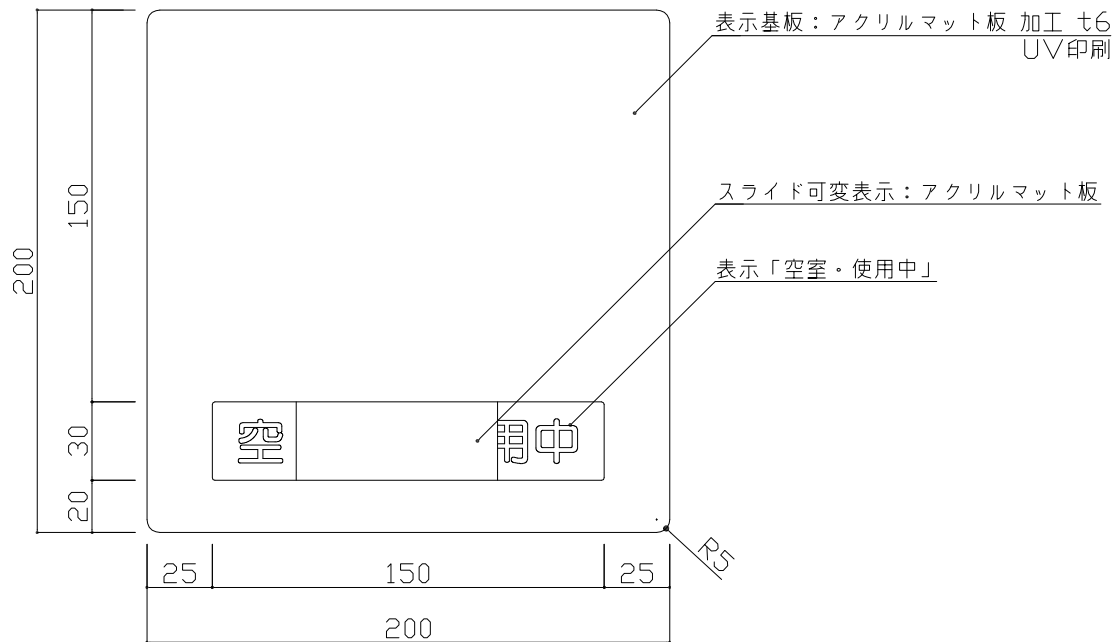 表示基板：アクリルマット板 加工 t6
UV印刷
スライド可変表示：アクリルマット板
表示「空室・使用中」
150
200
30
20
空
用中
R5
25
150
25
200